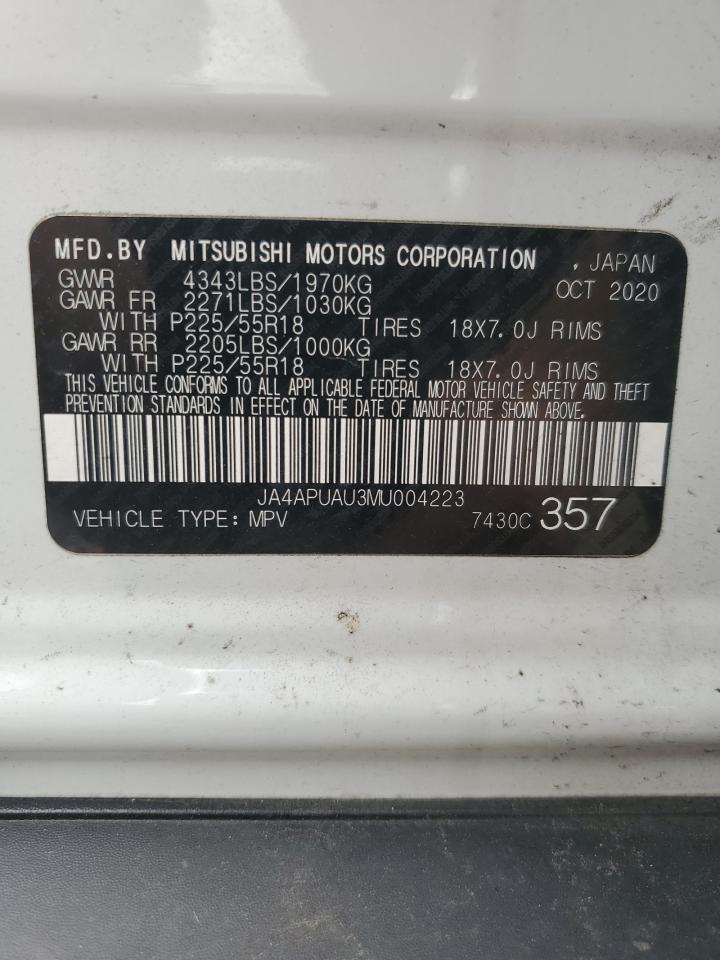 MFD.BY MITSUBISHI MOTORS CORPORATION , JAPAN
GVWR 4343LBS/1970KG OCT 2020
GAWR FR 2271LBS/1030KG
WITH P225/55R18 TIRES 18X7.0J RIMS
GAWR RR 2205LBS/1000KG
WITH P225/55R18 TIRES 18X7.0J RIMS
THIS VEHICLE CONFORMS TO ALL APPLICABLE FEDERAL MOTOR VEHICLE SAFETY AND THEFT
PREVENTION STANDARDS IN EFFECT ON THE DATE OF MANUFACTURE SHOWN ABOVE.
JA4APUAU3MU004223
VEHICLE TYPE: MPV 7430C 357